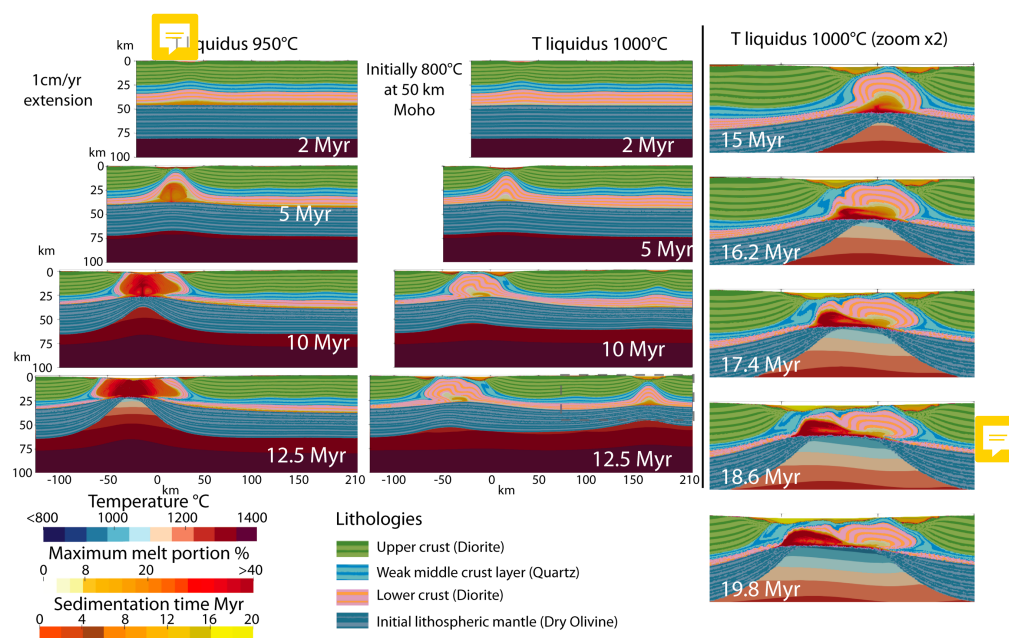 T liquidus 950°C
T liquidus 1000°C
T liquidus 1000°C (zoom x2)
km
1cm/yr
extension
0
25
50
75
100
2 Myr
Initially 800°C
at 50 km
Moho
2 Myr
km
0
25
50
75
100
5 Myr
5 Myr
km
0
25
50
75
100
10 Myr
10 Myr
km
0
25
50
75
100
12.5 Myr
12.5 Myr
-100
-50
0
50
100
150
210
km
-100
-50
0
50
100
150
210
km
15 Myr
16.2 Myr
17.4 Myr
18.6 Myr
19.8 Myr
Temperature °C
<800 1000 1200 1400
Maximum melt portion %
0 8 20 >40
Sedimentation time Myr
0 4 8 12 16 20
Lithologies
Upper crust (Diorite)
Weak middle crust layer (Quartz)
Lower crust (Diorite)
Initial lithospheric mantle (Dry Olivine)